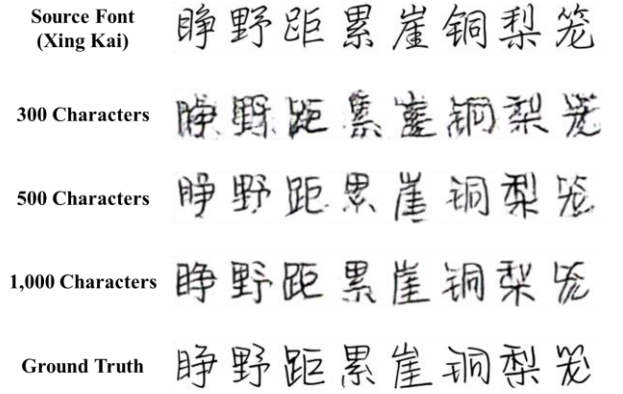 Source Font
(Xing Kai)
睁 野 距 累 崖 铜 梨 笼
300 Characters
睁 野 距 累 崖 铜 梨 笼
500 Characters
睁 野 距 累 崖 铜 梨 笼
1,000 Characters
睁 野 距 累 崖 铜 梨 笼
Ground Truth
睁 野 距 累 崖 铜 梨 笼